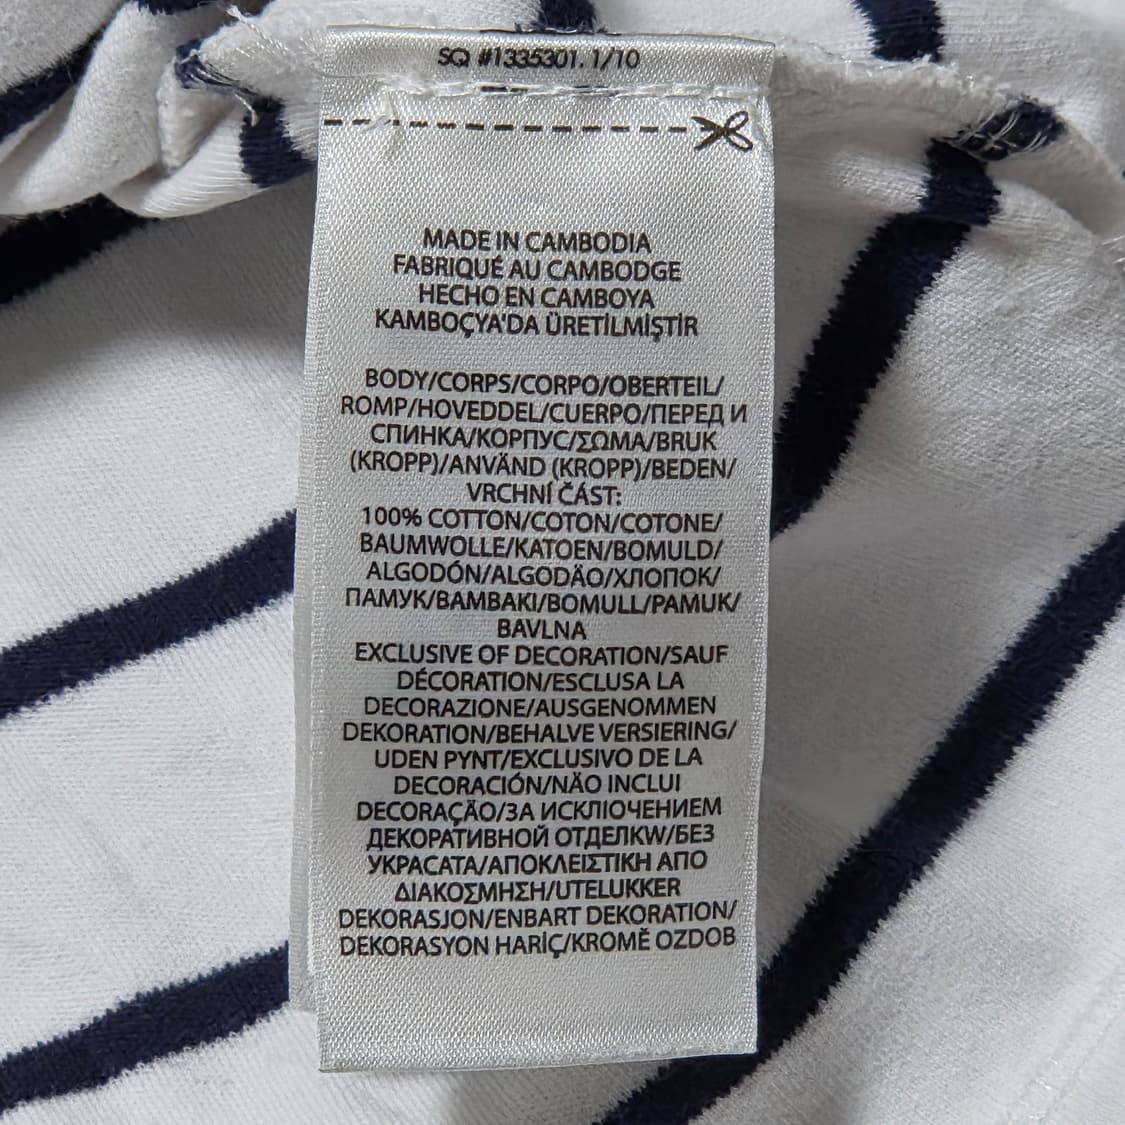 SQ #1335301. 1/10
MADE IN CAMBODIA
FABRIQUÉ AU CAMBODGE
HECHO EN CAMBOYA
KAMBOÇYA'DA ÜRETİLMİŞTİR
BODY/CORPS/CORPO/OBERTEIL/
ROMP/HOVEDDEL/CUERPO/ПЕРЕД И
СПИНКА/КОРПУС/ΣΩΜΑ/BRUK
(KROPP)/ANVÄND (KROPP)/BEDEN/
VRCHNÍ ČÁST:
100% COTTON/COTON/COTONE/
BAUMWOLLE/KATOEN/BOMULD/
ALGODÓN/ALGODÄO/ХЛОПОК/
ПАМУК/BAMBAKI/BOMULL/PAMUK/
BAVLNA
EXCLUSIVE OF DECORATION/SAUF
DÉCORATION/ESCLUSA LA
DECORAZIONE/AUSGENOMMEN
DEKORATION/BEHALVE VERSIERING/
UDEN PYNT/EXCLUSIVO DE LA
DECORACIÓN/NÄO INCLUI
DECORAÇÄO/ЗА ИСКЛЮЧЕНИЕМ
ДЕКОРАТИВНОЙ ОТДЕЛКW/БЕЗ
УКРАСАТА/ΑΠΟΚΛΕΙΣΤΙΚΗ ΑΠΟ
ΔΙΑΚΟΣΜΗΣΗ/UTELUKKER
DEKORASJON/ENBART DEKORATION/
DEKORASYON HARİÇ/KROMĚ OZDOB